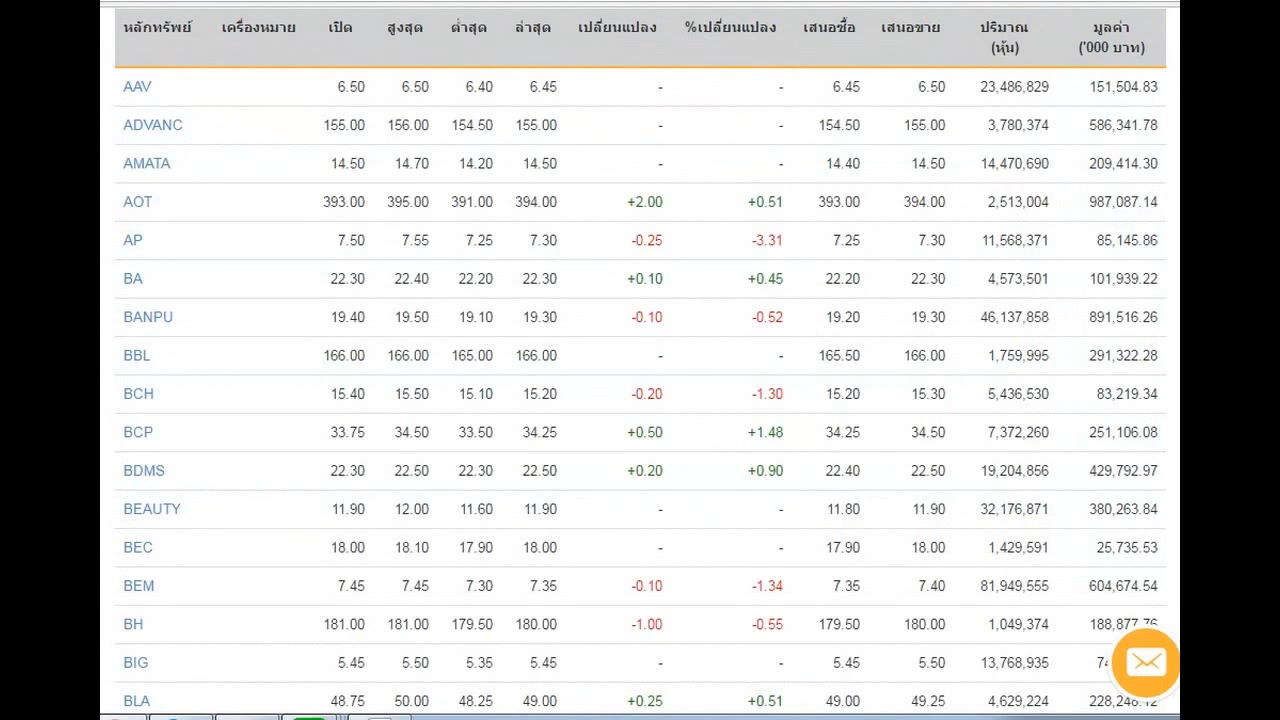 หลักทรัพย์ เครื่องหมาย เปิด สูงสุด ต่ำสุด ล่าสุด เปลี่ยนแปลง %เปลี่ยนแปลง เสนอซื้อ เสนอขาย ปริมาณ (หุ้น) มูลค่า ('000 บาท)
AAV 6.50 6.50 6.40 6.45 - - 6.45 6.50 23,486,829 151,504.83
ADVANC 155.00 156.00 154.50 155.00 - - 154.50 155.00 3,780,374 586,341.78
AMATA 14.50 14.70 14.20 14.50 - - 14.40 14.50 14,470,690 209,414.30
AOT 393.00 395.00 391.00 394.00 +2.00 +0.51 393.00 394.00 2,513,004 987,087.14
AP 7.50 7.55 7.25 7.30 -0.25 -3.31 7.25 7.30 11,568,371 85,145.86
BA 22.30 22.40 22.20 22.30 +0.10 +0.45 22.20 22.30 4,573,501 101,939.22
BANPU 19.40 19.50 19.10 19.30 -0.10 -0.52 19.20 19.30 46,137,858 891,516.26
BBL 166.00 166.00 165.00 166.00 - - 165.50 166.00 1,759,995 291,322.28
BCH 15.40 15.50 15.10 15.20 -0.20 -1.30 15.20 15.30 5,436,530 83,219.34
BCP 33.75 34.50 33.50 34.25 +0.50 +1.48 34.25 34.50 7,372,260 251,106.08
BDMS 22.30 22.50 22.30 22.50 +0.20 +0.90 22.40 22.50 19,204,856 429,792.97
BEAUTY 11.90 12.00 11.60 11.90 - - 11.80 11.90 32,176,871 380,263.84
BEC 18.00 18.10 17.90 18.00 - - 17.90 18.00 1,429,591 25,735.53
BEM 7.45 7.45 7.30 7.35 -0.10 -1.34 7.35 7.40 81,949,555 604,674.54
BH 181.00 181.00 179.50 180.00 -1.00 -0.55 179.50 180.00 1,049,374 188,877.76
BIG 5.45 5.50 5.35 5.45 - - 5.45 5.50 13,768,935
BLA 48.75 50.00 48.25 49.00 +0.25 +0.51 49.00 49.25 4,629,224